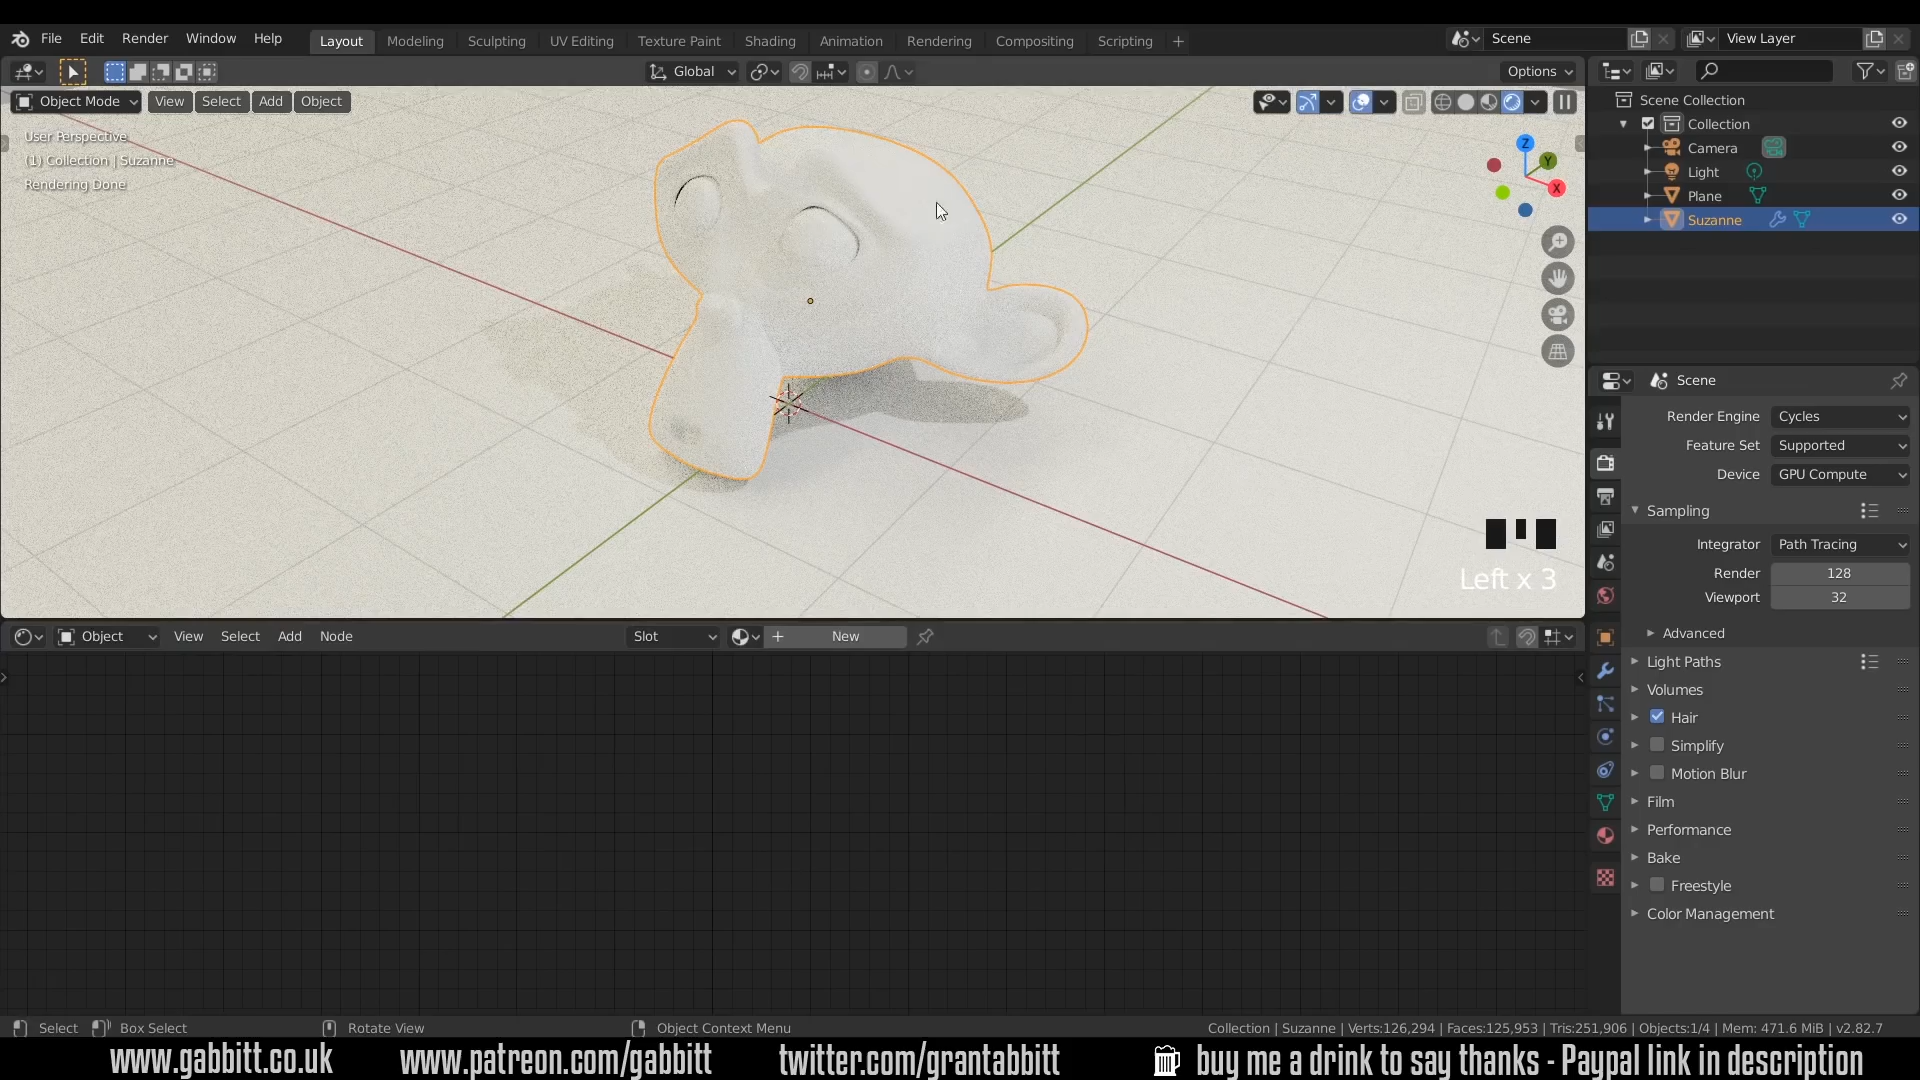 File Edit Render Window Help Layout Modeling Sculpting UV Editing Texture Paint Shading Animation Rendering Compositing Scripting + Scene View Layer
Global Options
Object Mode View Select Add Object
User Perspective
(1) Collection | Suzanne
Rendering Done
Z
Y
X
Left x 3
Scene Collection
Collection
Camera
Light
Plane
Suzanne
Scene
Render Engine Cycles
Feature Set Supported
Device GPU Compute
Sampling
Integrator Path Tracing
Render 128
Viewport 32
Advanced
Light Paths
Volumes
Hair
Simplify
Motion Blur
Film
Performance
Bake
Freestyle
Color Management
Object View Select Add Node Slot + New
Select Box Select Rotate View Object Context Menu Collection | Suzanne | Verts:126,294 | Faces:125,953 | Tris:251,906 | Objects:1/4 | Mem: 471.6 MiB | v2.82.7
www.gabbitt.co.uk www.patreon.com/gabbitt twitter.com/grantabbitt buy me a drink to say thanks - Paypal link in description